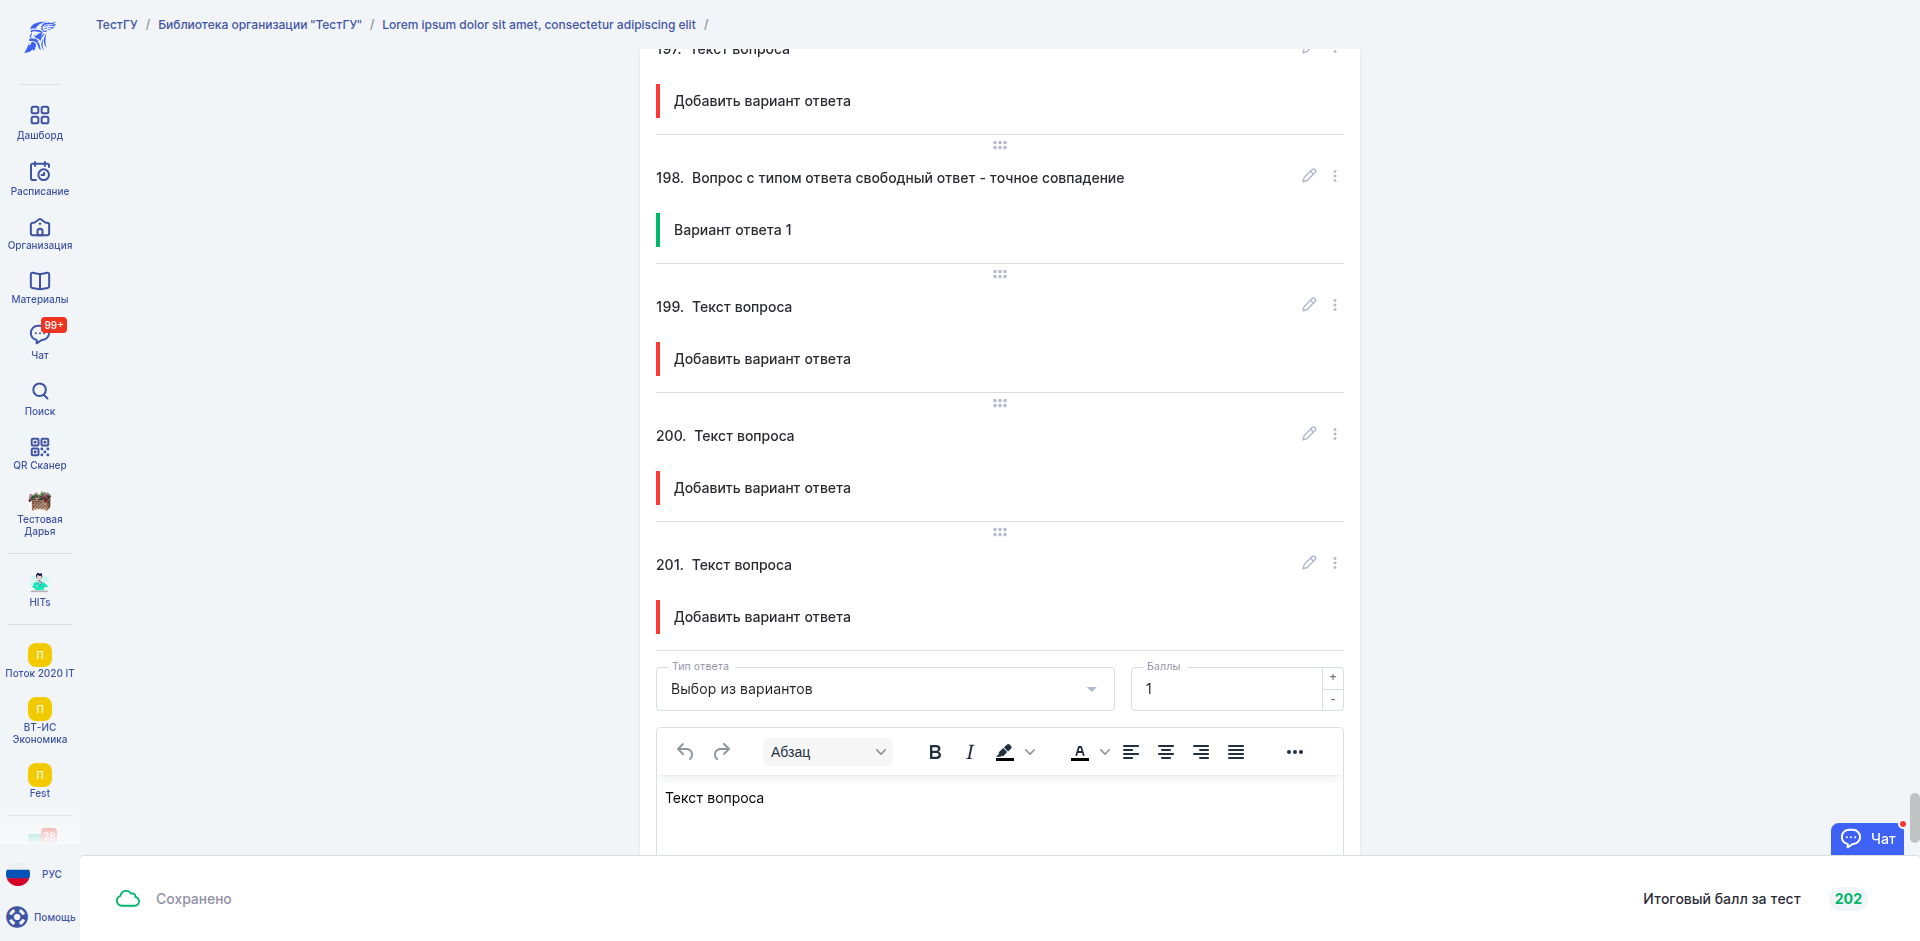 ТестГУ / Библиотека организации "ТестГУ" / Lorem ipsum dolor sit amet, consectetur adipiscing elit /
Дашборд
Расписание
Организация
Материалы
99+
Чат
Поиск
QR Сканер
Тестовая
Дарья
HITs
П
Поток 2020 IT
П
ВТ-ИС
Экономика
П
Fest
28
РУС
Помощь
197. Текст вопроса
Добавить вариант ответа
198. Вопрос с типом ответа свободный ответ - точное совпадение
Вариант ответа 1
199. Текст вопроса
Добавить вариант ответа
200. Текст вопроса
Добавить вариант ответа
201. Текст вопроса
Добавить вариант ответа
Тип ответа
Выбор из вариантов
Баллы
1
+
-
Абзац
B I A
Текст вопроса
Чат
Сохранено
Итоговый балл за тест 202